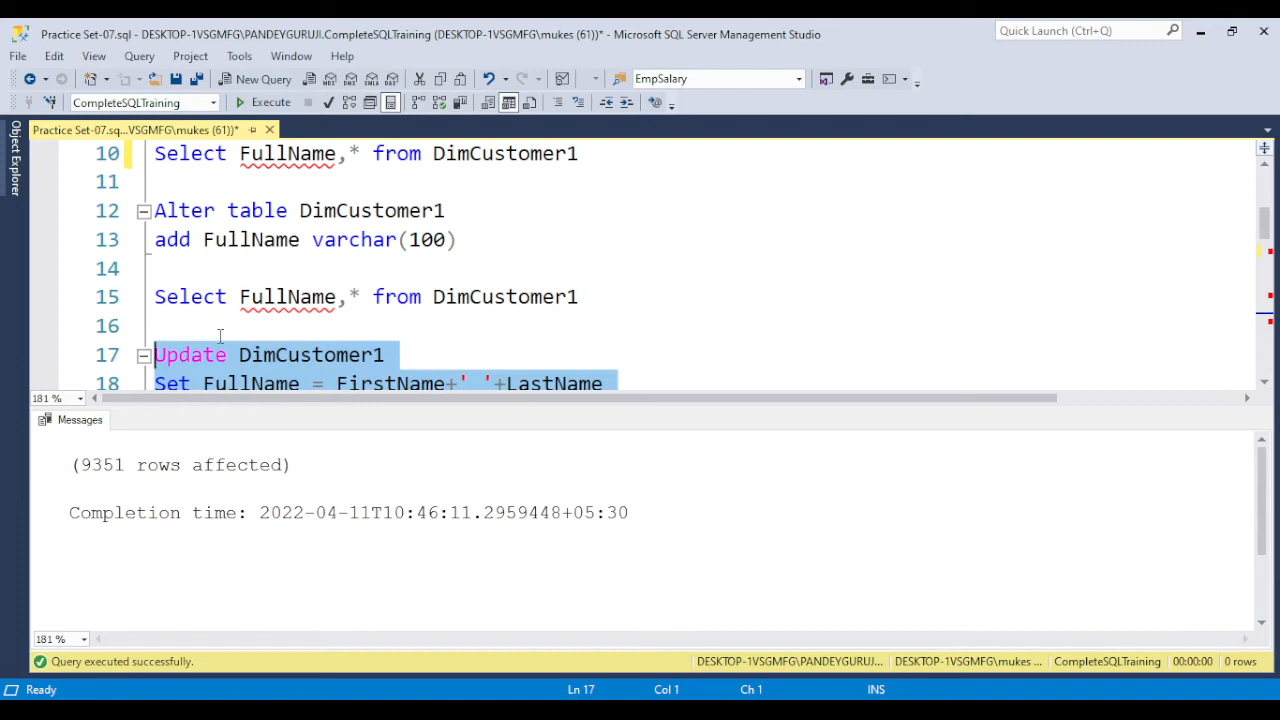 Practice Set-07.sql - DESKTOP-1VSGMFG\PANDEYGURUJI.CompleteSQLTraining (DESKTOP-1VSGMFG\mukes (61))* - Microsoft SQL Server Management Studio
Quick Launch (Ctrl+Q)
File Edit View Query Project Tools Window Help
New Query
EmpSalary
CompleteSQLTraining
Execute
Practice Set-07.sq...VSGMFG\mukes (61))*
Object Explorer
10 Select FullName,* from DimCustomer1
11
12 Alter table DimCustomer1
13 add FullName varchar(100)
14
15 Select FullName,* from DimCustomer1
16
17 Update DimCustomer1
18 Set FullName = FirstName+' '+LastName
181 %
Messages
(9351 rows affected)
Completion time: 2022-04-11T10:46:11.2959448+05:30
181 %
Query executed successfully.
DESKTOP-1VSGMFG\PANDEYGURUJI... DESKTOP-1VSGMFG\mukes ... CompleteSQLTraining 00:00:00 0 rows
Ready Ln 17 Col 1 Ch 1 INS